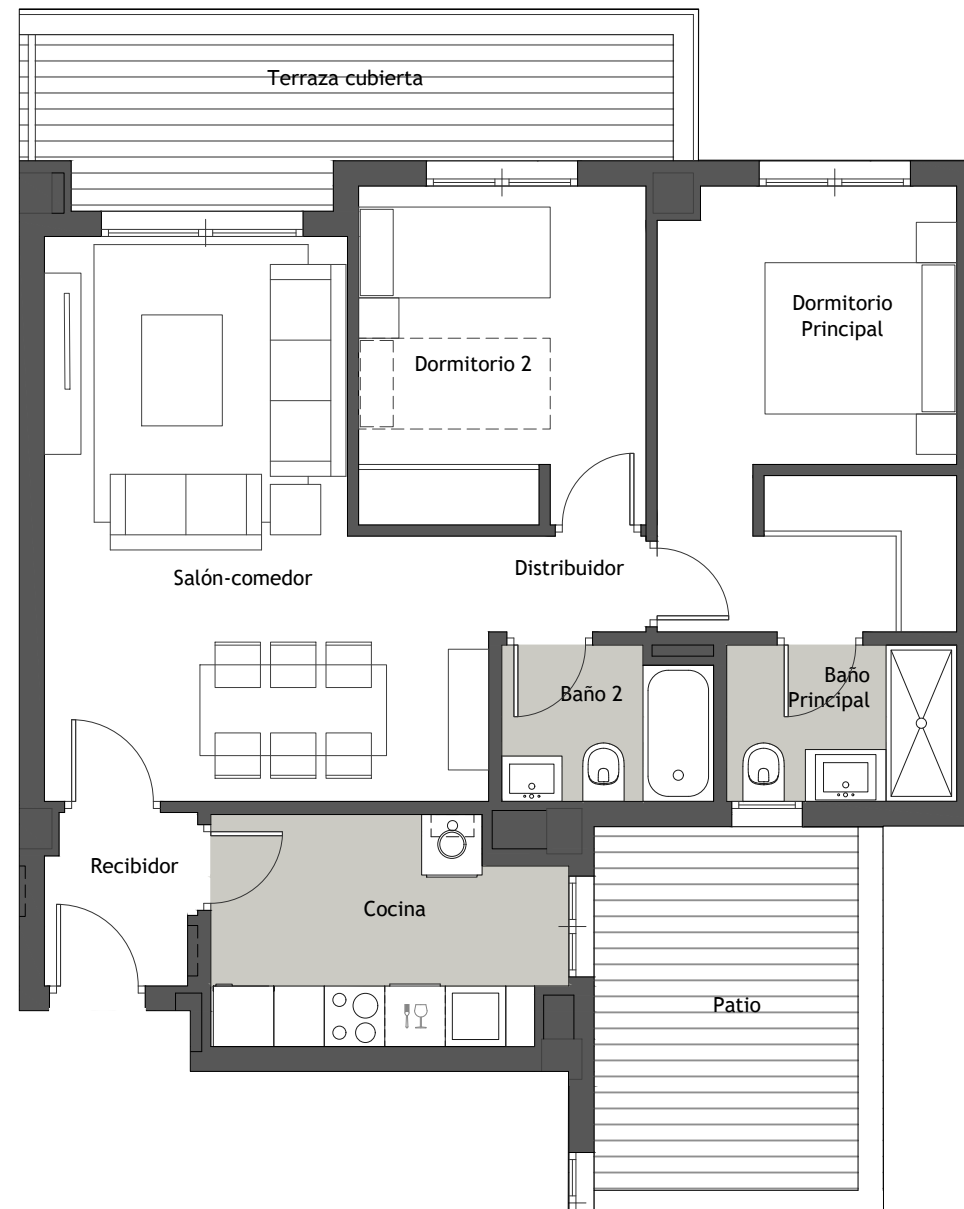 Terraza cubierta
Dormitorio
Principal
Dormitorio 2
Salón-comedor
Distribuidor
Baño 2
Baño
Principal
Recibidor
Cocina
Patio